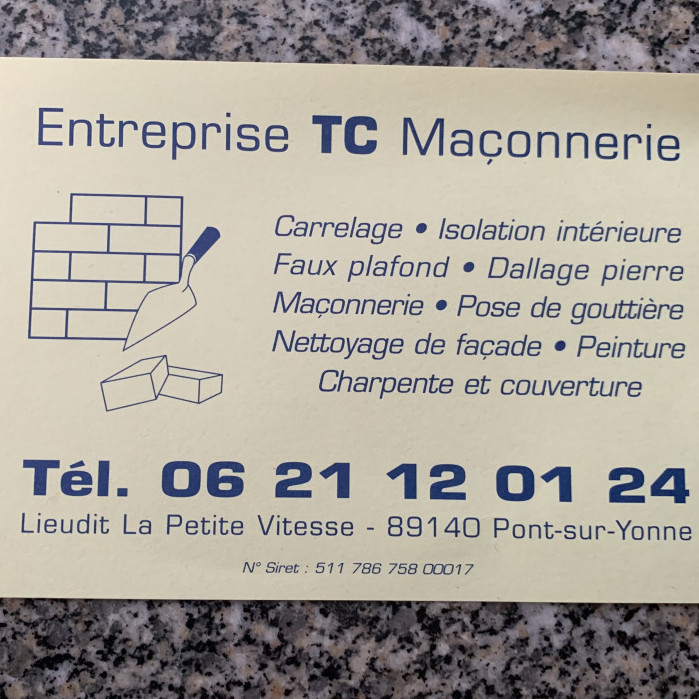 Entreprise TC Maçonnerie
Carrelage • Isolation intérieure
Faux plafond • Dallage pierre
Maçonnerie • Pose de gouttière
Nettoyage de façade • Peinture
Charpente et couverture
Tél. 06 21 12 01 24
Lieudit La Petite Vitesse - 89140 Pont-sur-Yonne
N° Siret : 511 786 758 00017